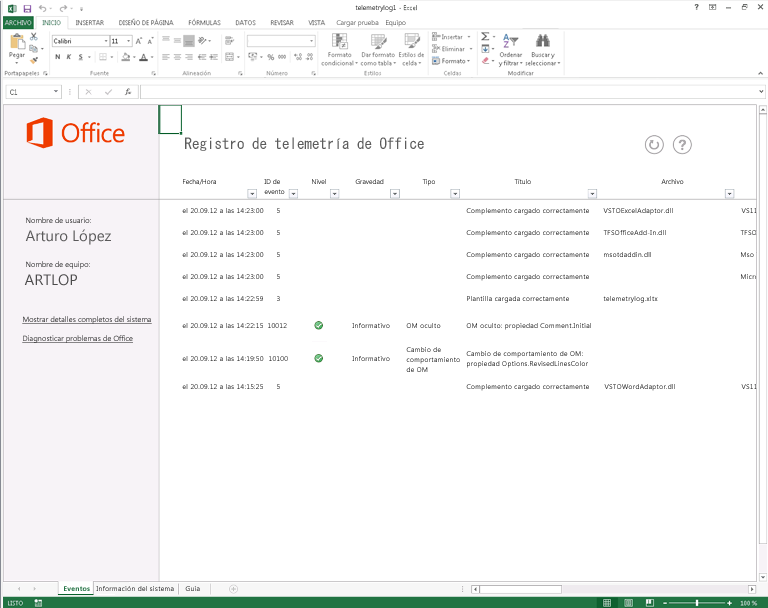 telemetrylog1 - Excel
ARCHIVO INICIO INSERTAR DISEÑO DE PÁGINA FÓRMULAS DATOS REVISAR VISTA Cargar prueba Equipo
Pegar
Calibri 11
N K S
Formato condicional
Dar formato como tabla
Estilos de celda
Insertar
Eliminar
Formato
Ordenar y filtrar
Buscar y seleccionar
Portapapeles Fuente Alineación Número Estilos Celdas Modificar
C1 fx
Office
Registro de telemetría de Office
Fecha/Hora ID de evento Nivel Gravedad Tipo Título Archivo
Nombre de usuario:
Arturo López
Nombre de equipo:
ARTLOP
Mostrar detalles completos del sistema
Diagnosticar problemas de Office
el 20.09.12 a las 14:23:00 5 Complemento cargado correctamente VSTOExcelAdaptor.dll VS11
el 20.09.12 a las 14:23:00 5 Complemento cargado correctamente TFSOfficeAdd-In.dll TFSO
el 20.09.12 a las 14:23:00 5 Complemento cargado correctamente msotdaddin.dll Mso
el 20.09.12 a las 14:23:00 5 Complemento cargado correctamente Micro
el 20.09.12 a las 14:22:59 3 Plantilla cargada correctamente telemetrylog.xltx
el 20.09.12 a las 14:22:15 10012 Informativo OM oculto OM oculto: propiedad Comment.Initial
el 20.09.12 a las 14:19:50 10100 Informativo Cambio de comportamiento de OM Cambio de comportamiento de OM: propiedad Options.RevisedLinesColor
el 20.09.12 a las 14:15:25 5 Complemento cargado correctamente VSTOWordAdaptor.dll VS11
Eventos Información del sistema Guia
LISTO 100 %